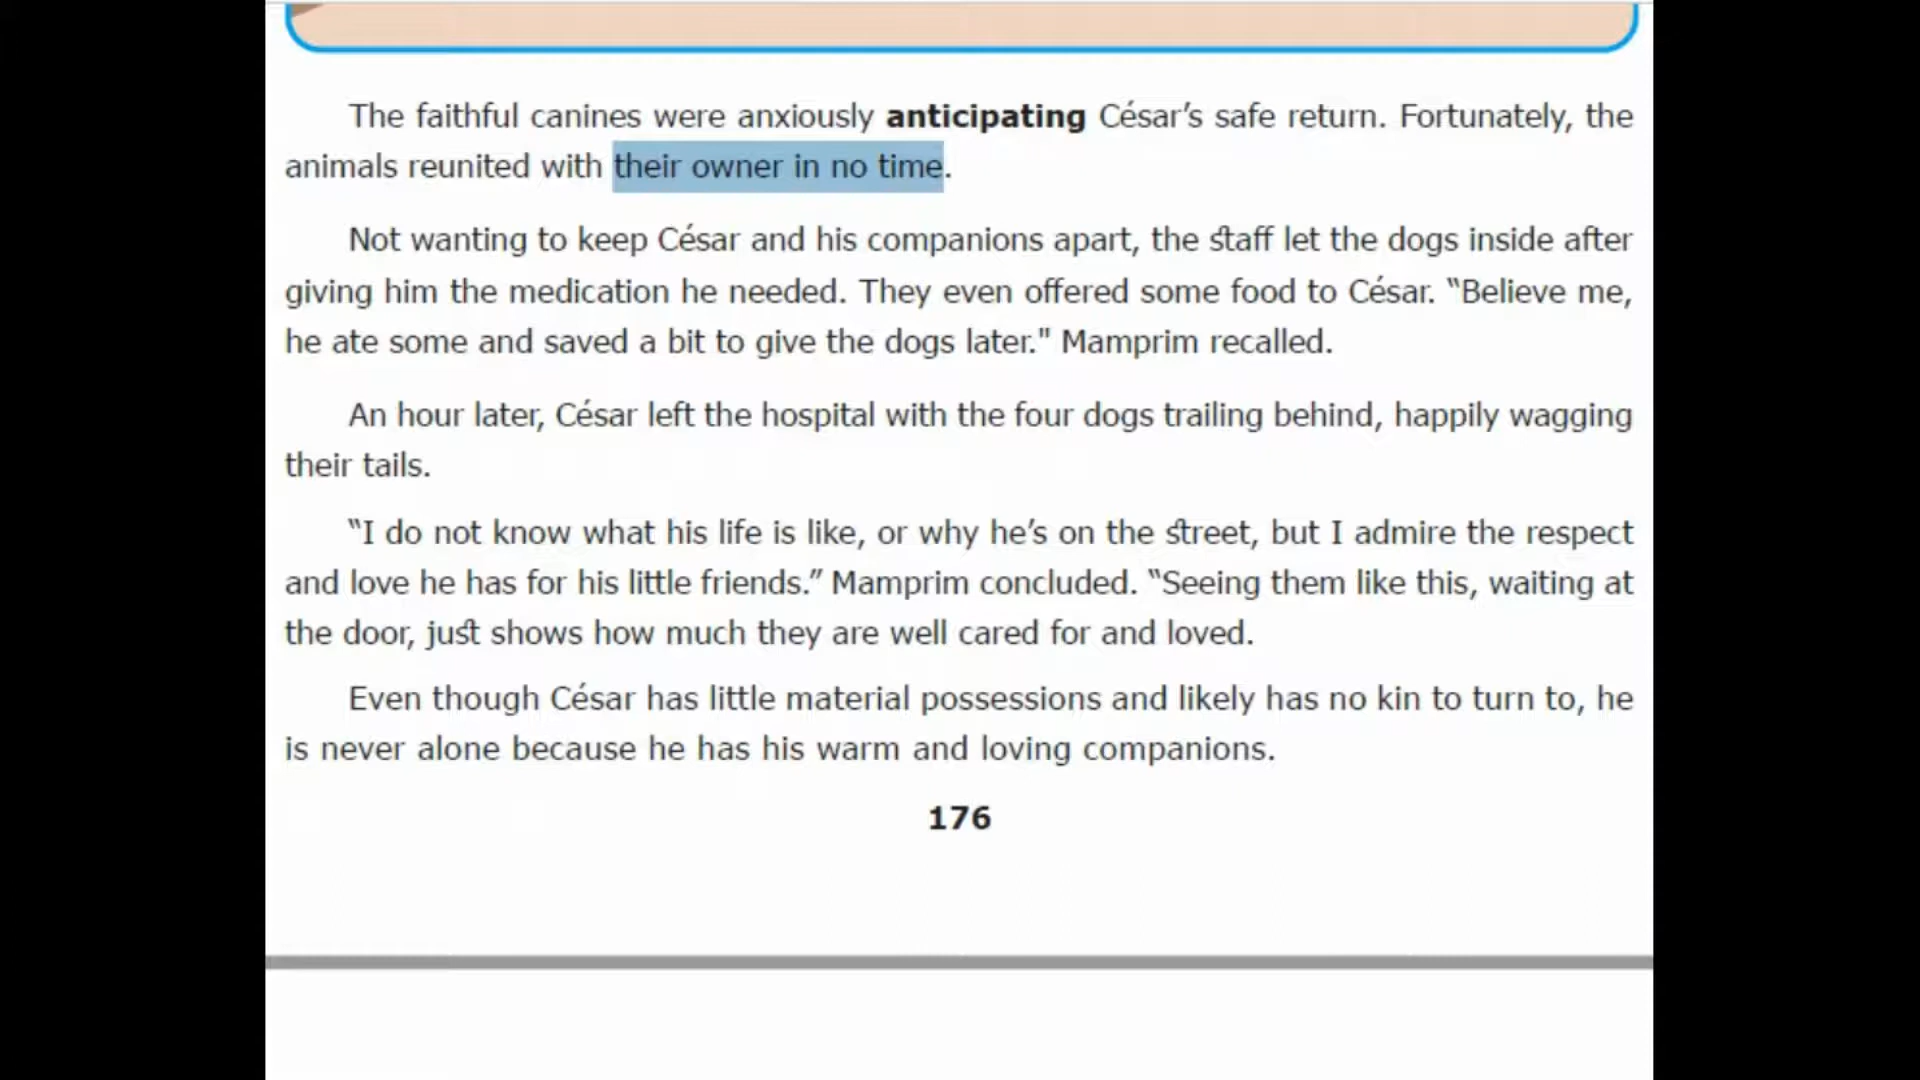 The faithful canines were anxiously anticipating César’s safe return. Fortunately, the
animals reunited with their owner in no time.
Not wanting to keep César and his companions apart, the staff let the dogs inside after
giving him the medication he needed. They even offered some food to César. “Believe me,
he ate some and saved a bit to give the dogs later." Mamprim recalled.
An hour later, César left the hospital with the four dogs trailing behind, happily wagging
their tails.
“I do not know what his life is like, or why he’s on the street, but I admire the respect
and love he has for his little friends.” Mamprim concluded. “Seeing them like this, waiting at
the door, just shows how much they are well cared for and loved.
Even though César has little material possessions and likely has no kin to turn to, he
is never alone because he has his warm and loving companions.
176